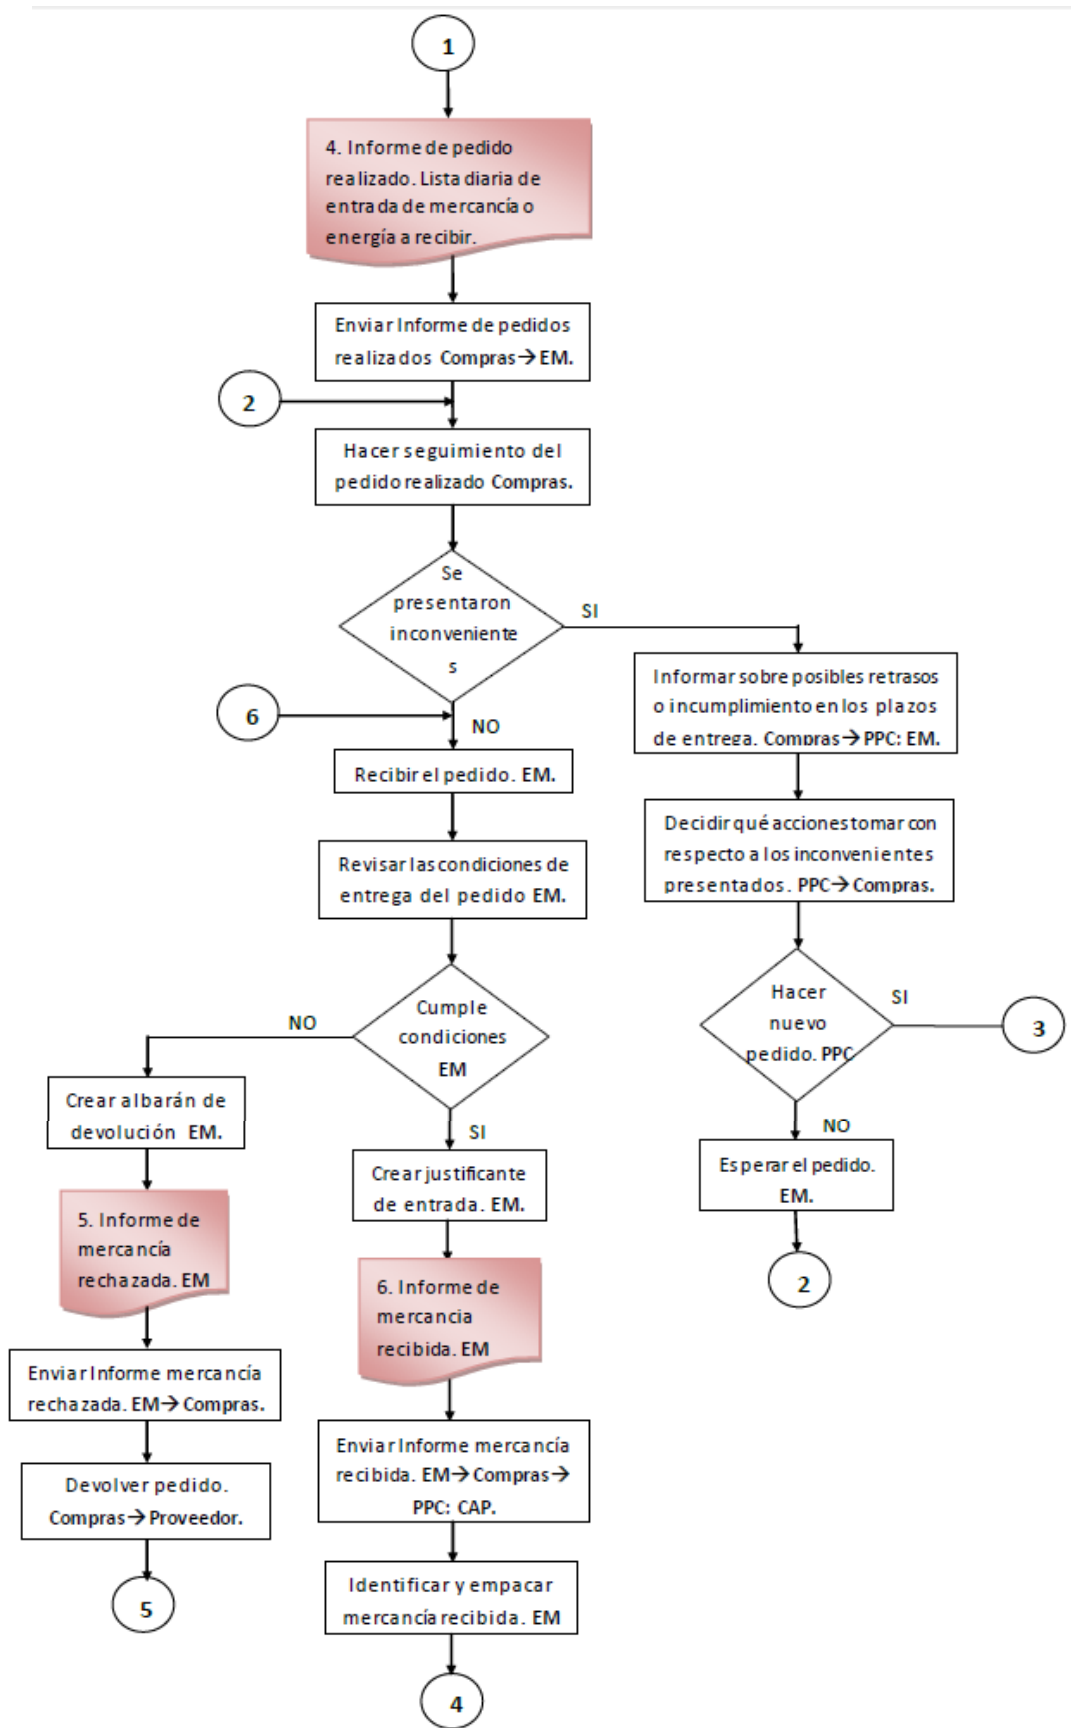 1
4. Informe de pedido
realizado. Lista diaria de
entrada de mercancía o
energía a recibir.
Enviar Informe de pedidos
realizados Compras→EM.
2
Hacer seguimiento del
pedido realizado Compras.
Se
presentaron
inconveniente
s
SI
6
NO
Informar sobre posibles retrasos
o incumplimiento en los plazos
de entrega. Compras→PPC: EM.
Recibir el pedido. EM.
Decidir qué acciones tomar con
respecto a los inconvenientes
presentados. PPC→Compras.
Revisar las condiciones de
entrega del pedido EM.
Hacer
nuevo
pedido. PPC
SI
3
NO
Cumple
condiciones
EM
Crear albarán de
devolución EM.
SI
NO
Crear justificante
de entrada. EM.
Esperar el pedido.
EM.
5. Informe de
mercancía
rechazada. EM
2
6. Informe de
mercancia
recibida. EM
Enviar Informe mercancía
rechazada. EM→Compras.
Enviar Informe mercancía
recibida. EM→Compras→
PPC: CAP.
Devolver pedido.
Compras→Proveedor.
Identificar y empacar
mercancía recibida. EM
5
4